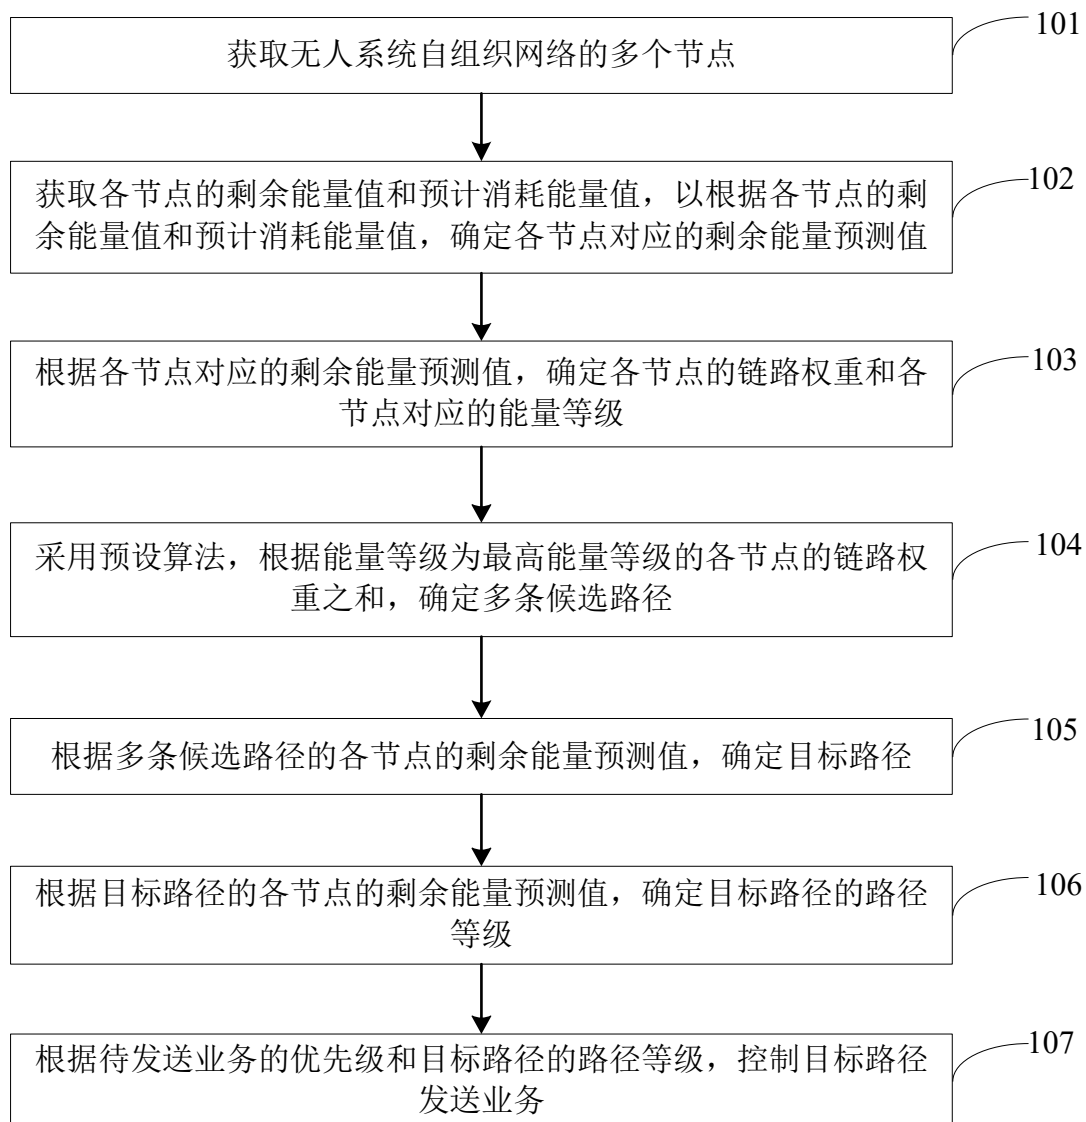 获取无人系统自组织网络的多个节点
101
获取各节点的剩余能量值和预计消耗能量值，以根据各节点的剩
余能量值和预计消耗能量值，确定各节点对应的剩余能量预测值
102
根据各节点对应的剩余能量预测值，确定各节点的链路权重和各
节点对应的能量等级
103
采用预设算法，根据能量等级为最高能量等级的各节点的链路权
重之和，确定多条候选路径
104
根据多条候选路径的各节点的剩余能量预测值，确定目标路径
105
根据目标路径的各节点的剩余能量预测值，确定目标路径的路径
等级
106
根据待发送业务的优先级和目标路径的路径等级，控制目标路径
发送业务
107